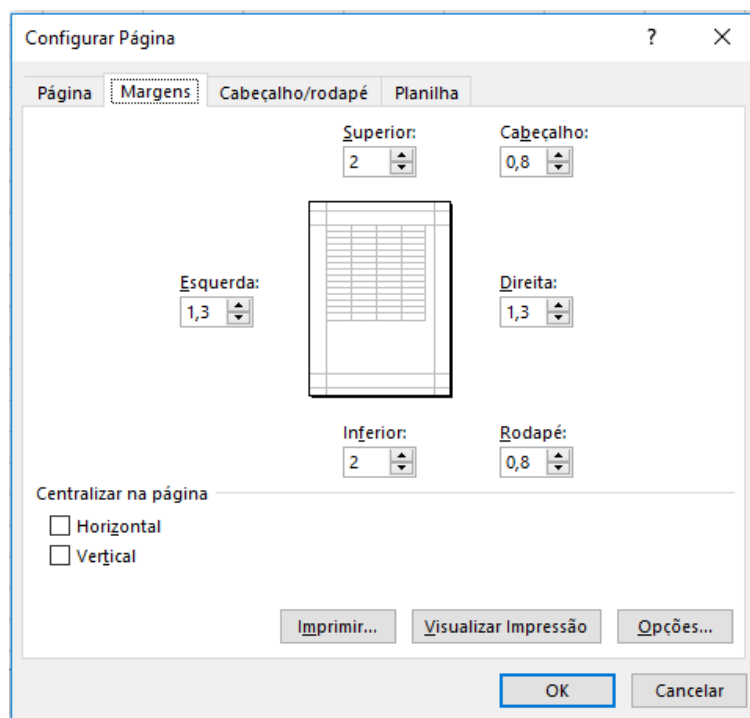 Configurar Página ?
Página Margens Cabeçalho/rodapé Planilha
Superior: Cabeçalho:
2 0,8
Esquerda: Direita:
1,3 1,3
Inferior: Rodapé:
2 0,8
Centralizar na página
Horizontal
Vertical
Imprimir... Visualizar Impressão Opções...
OK Cancelar